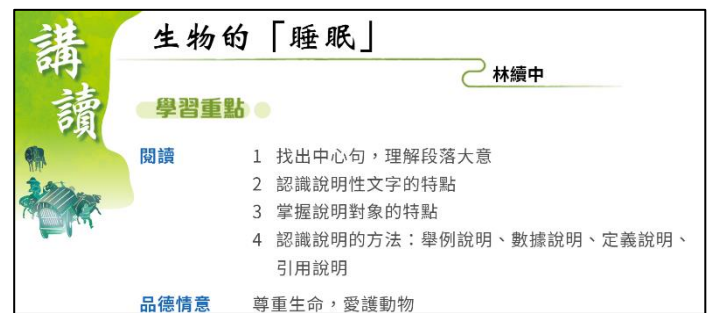 講讀
生物的「睡眠」
林續中
學習重點
閱讀
1 找出中心句，理解段落大意
2 認識說明性文字的特點
3 掌握說明對象的特點
4 認識說明的方法：舉例說明、數據說明、定義說明、
引用說明
品德情意 尊重生命，愛護動物